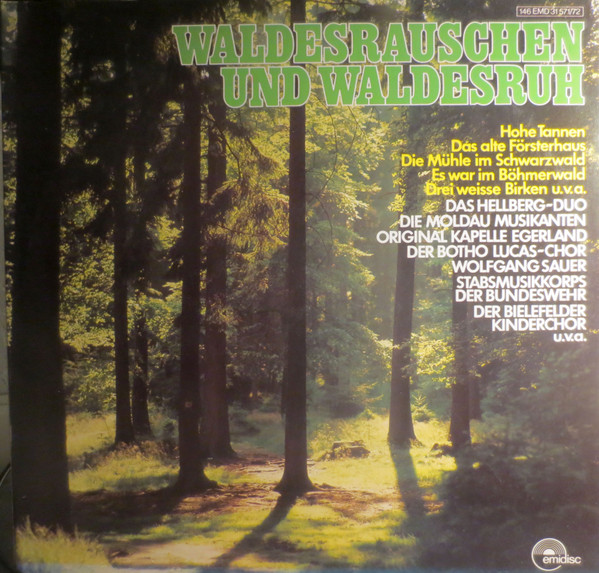 146 EMD 31 571/72
WALDESRAUSCHEN
UND WALDESRUH
Hohe Tannen
Das alte Försterhaus
Die Mühle im Schwarzwald
Es war im Böhmerwald
Drei weisse Birken u.v.a.
DAS HELLBERG-DUO
DIE MOLDAU MUSIKANTEN
ORIGINAL KAPELLE EGERLAND
DER BOTHO LUCAS-CHOR
WOLFGANG SAUER
STABSMUSIKKORPS
DER BUNDESWEHR
DER BIELEFELDER
KINDERCHOR
u.v.a.
emidisc